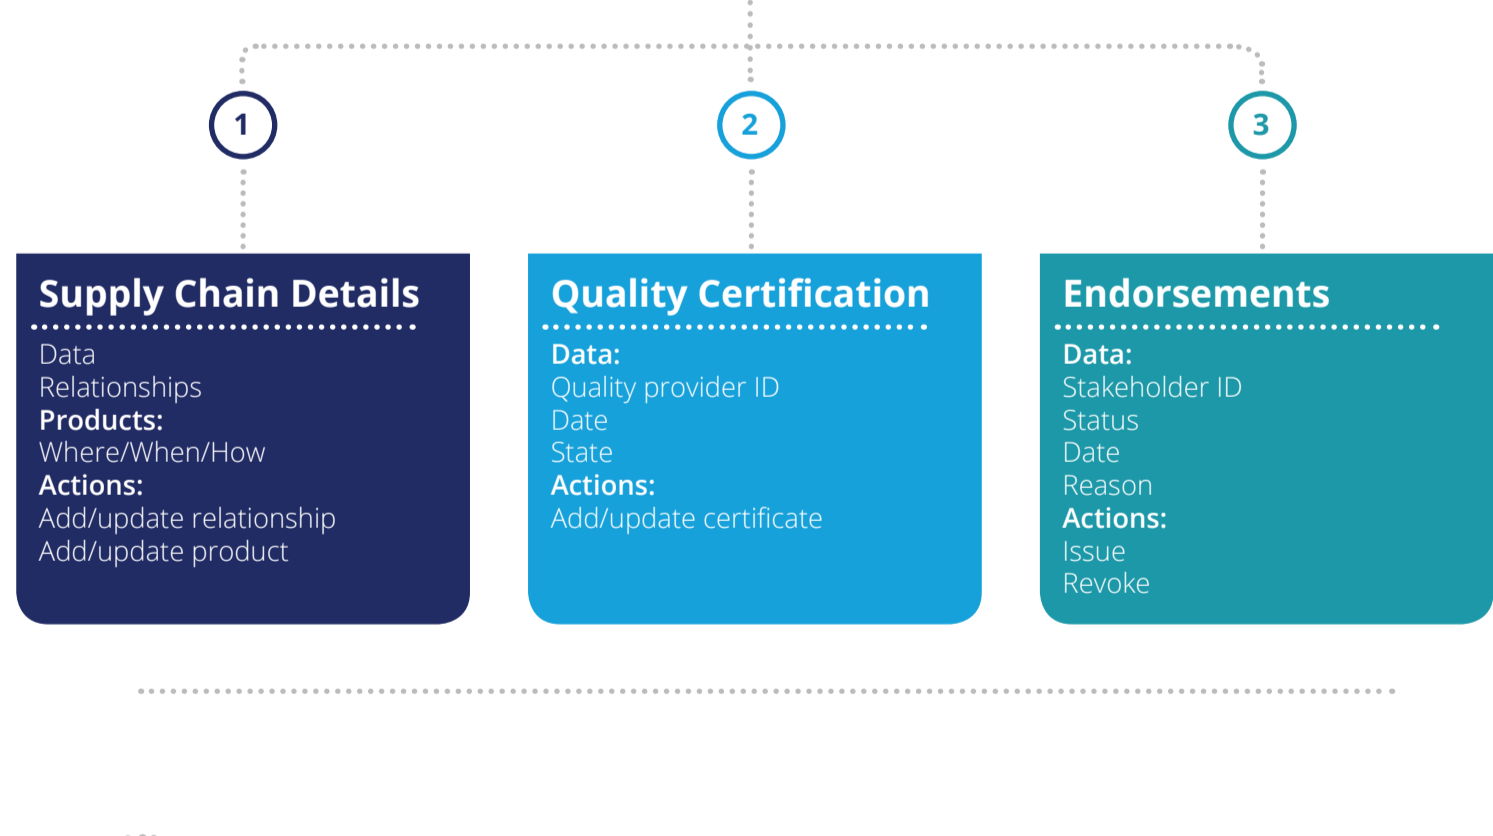 1
2
3
Supply Chain Details
Data
Relationships
Products:
Where/When/How
Actions:
Add/update relationship
Add/update product
Quality Certification
Data:
Quality provider ID
Date
State
Actions:
Add/update certificate
Endorsements
Data:
Stakeholder ID
Status
Date
Reason
Actions:
Issue
Revoke